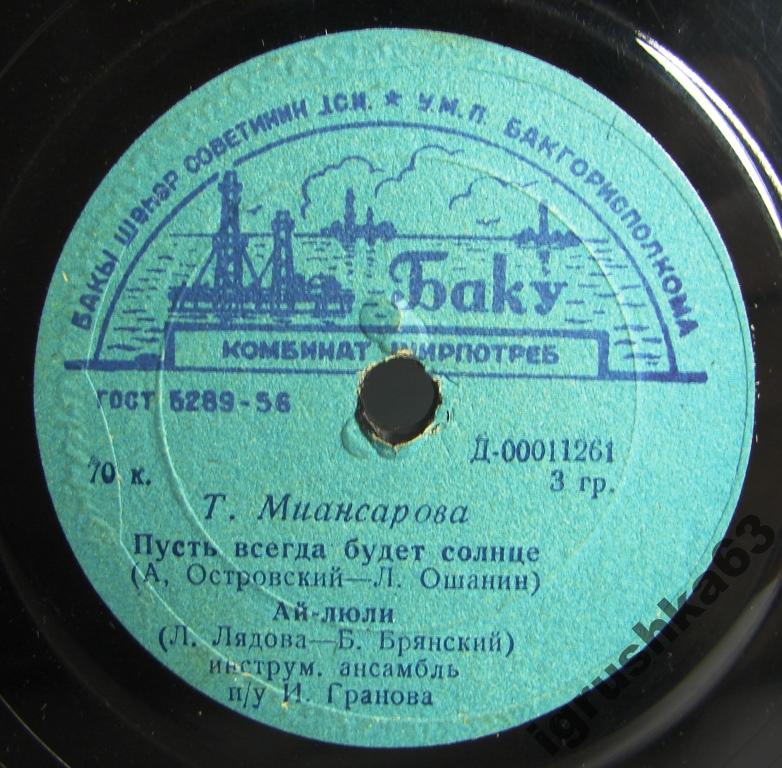 БАКЫ ШӘҺӘР СОВЕТИНИН ИСТ. ★ У.М.П. БАКГОРИСПОЛКОМА
Баку
КОМБИНАТ ШИРПОТРЕБ
ГОСТ 5289-56
Д-00011261
70 к.
3 гр.
Т. Миансарова
Пусть всегда будет солнце
(А, Островский—Л. Ошанин)
Ай-люли
(Л. Лядова—Б. Брянский)
инструм. ансамбль
п/у И. Гранова
igrushka63